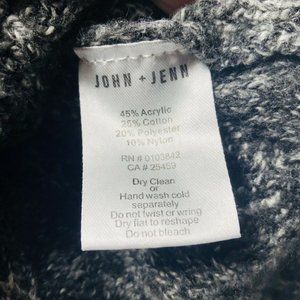 JOHN + JENN
45% Acrylic
25% Cotton
20% Polyester
10% Nylon
RN # 0103842
CA # 25459
Dry Clean
or
Hand wash cold
separately
Do not twist or wring
Dry flat to reshape
Do not bleach